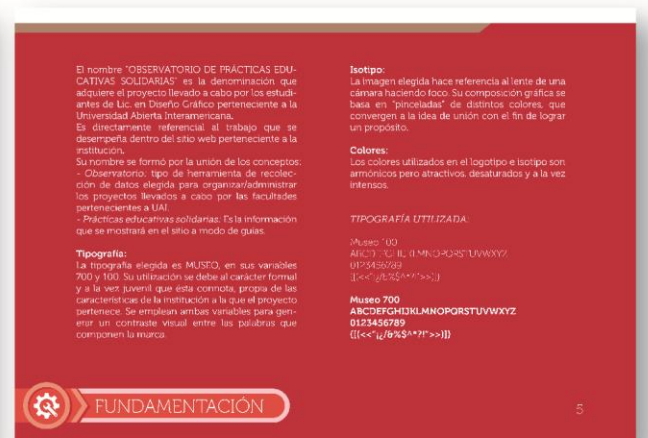 El nombre "OBSERVATORIO DE PRÁCTICAS EDU-
CATIVAS SOLIDARIAS" es la denominación que
adquiere el proyecto llevado a cabo por los estudi-
antes de Lic. en Diseño Gráfico perteneciente a la
Universidad Abierta Interamericana.
Es directamente referencial al trabajo que se
desempeña dentro del sitio web perteneciente a la
institución.
Su nombre se formó por la unión de los conceptos:
- Observatorio: tipo de herramienta de recolec-
ción de datos elegida para organizar/administrar
los proyectos llevados a cabo por las facultades
pertenecientes a UAI.
- Prácticas educativas solidarias: Es la información
que se mostrará en el sitio a modo de guías.
Tipografía:
La tipografía elegida es MUSEO, en sus variables
700 y 100. Su utilización se debe al carácter formal
y a la vez juvenil que ésta connota, propia de las
características de la institución a la que el proyecto
pertenece. Se emplean ambas variables para gen-
erar un contraste visual entre las palabras que
componen la marca.
Isotipo:
La imagen elegida hace referencia al lente de una
cámara haciendo foco. Su composición gráfica se
basa en "pinceladas" de distintos colores, que
convergen a la idea de unión con el fin de lograr
un propósito.
Colores:
Los colores utilizados en el logotipo e isotipo son
armónicos pero atractivos, desaturados y a la vez
intensos.
TIPOGRAFÍA UTILIZADA:
Museo 100
0123456789
Museo 700
ABCDEFGHIJKLMNOPQRSTUVWXYZ
0123456789
FUNDAMENTACIÓN
5